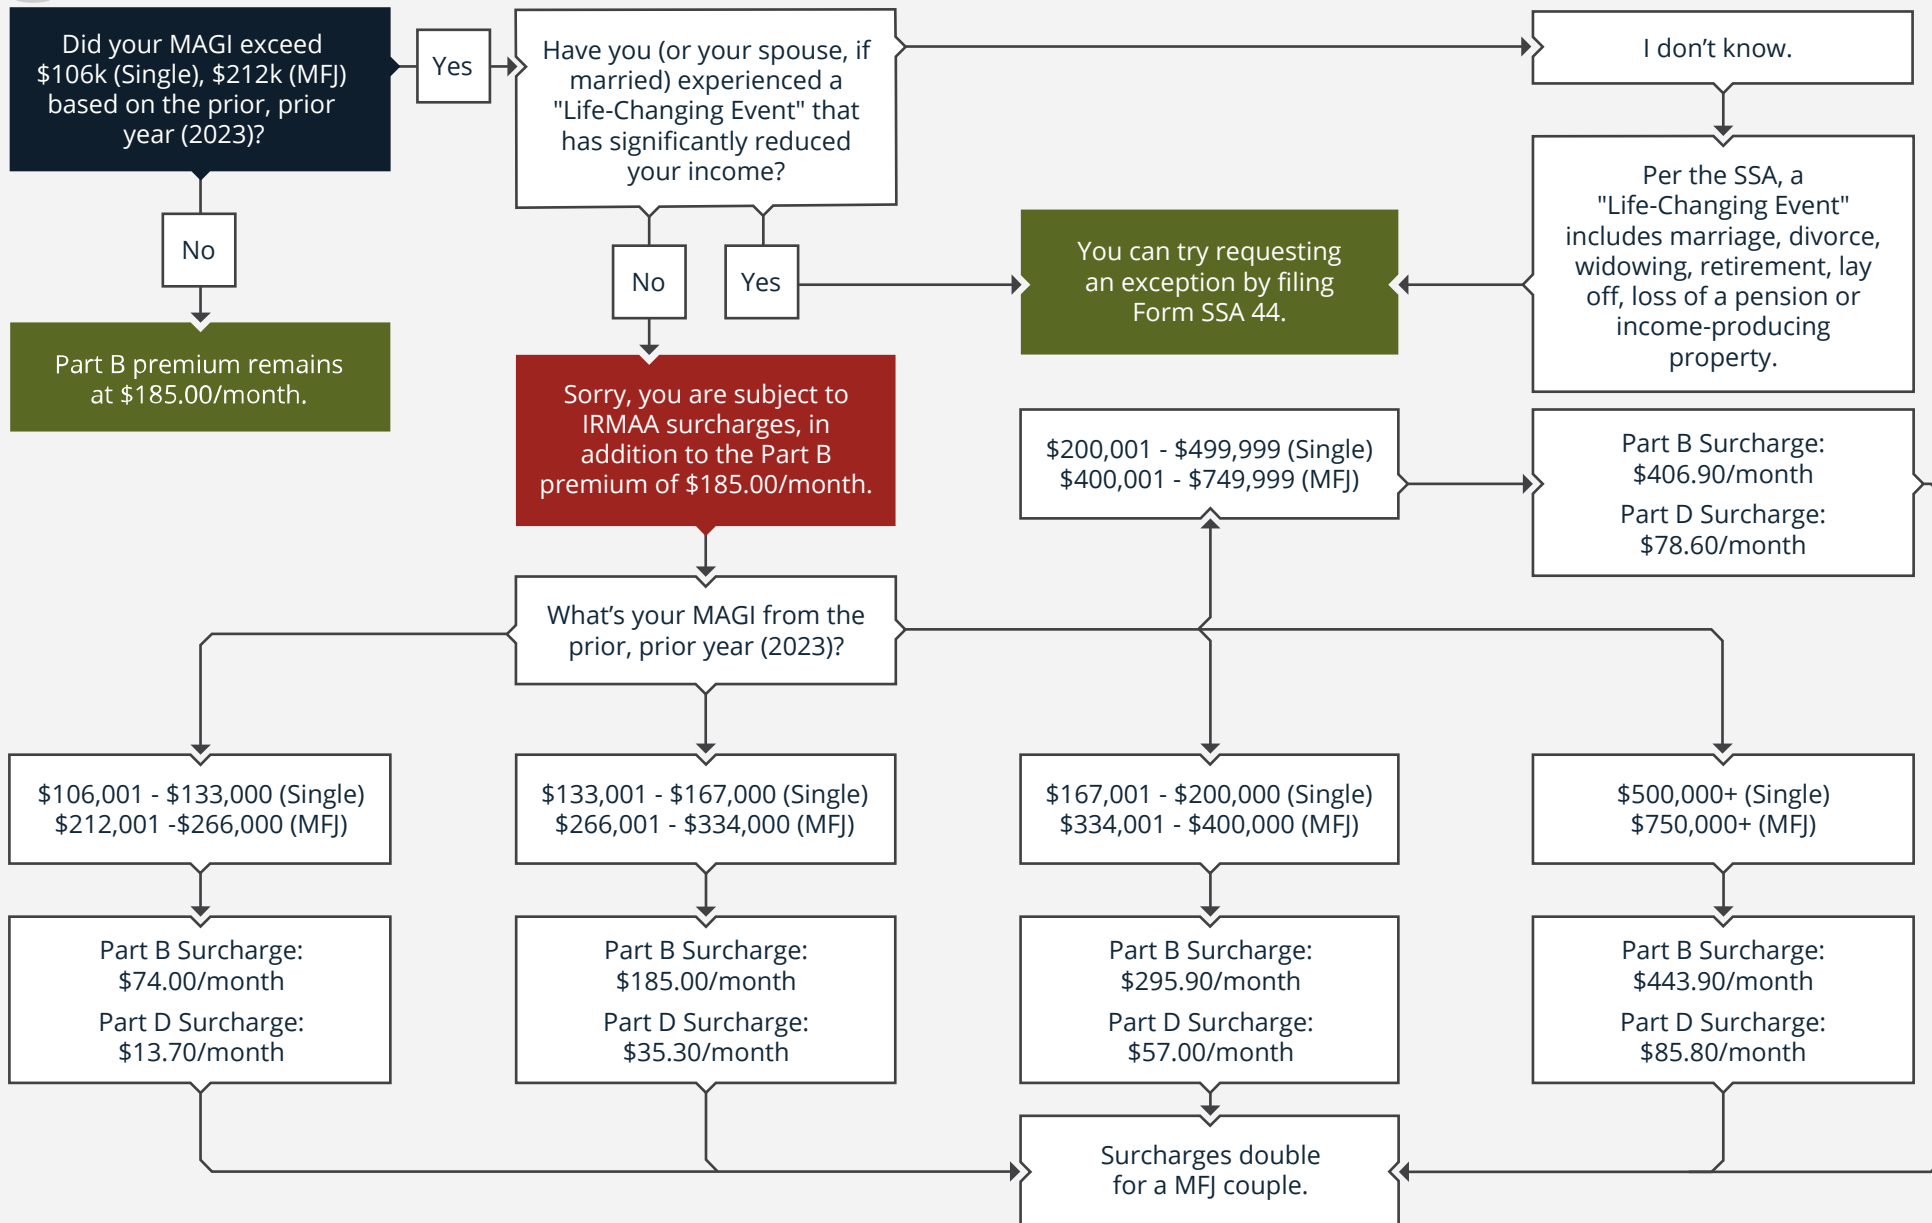 Did your MAGI exceed
$106k (Single), $212k (MFJ)
based on the prior, prior
year (2023)?
Yes
No
Part B premium remains
at $185.00/month.
Have you (or your spouse, if
married) experienced a
"Life-Changing Event" that
has significantly reduced
your income?
No
Yes
I don’t know.
Per the SSA, a
"Life-Changing Event"
includes marriage, divorce,
widowing, retirement, lay
off, loss of a pension or
income-producing
property.
You can try requesting
an exception by filing
Form SSA 44.
Sorry, you are subject to
IRMAA surcharges, in
addition to the Part B
premium of $185.00/month.
What’s your MAGI from the
prior, prior year (2023)?
$200,001 - $499,999 (Single)
$400,001 - $749,999 (MFJ)
Part B Surcharge:
$406.90/month
Part D Surcharge:
$78.60/month
$106,001 - $133,000 (Single)
$212,001 -$266,000 (MFJ)
Part B Surcharge:
$74.00/month
Part D Surcharge:
$13.70/month
$133,001 - $167,000 (Single)
$266,001 - $334,000 (MFJ)
Part B Surcharge:
$185.00/month
Part D Surcharge:
$35.30/month
$167,001 - $200,000 (Single)
$334,001 - $400,000 (MFJ)
Part B Surcharge:
$295.90/month
Part D Surcharge:
$57.00/month
$500,000+ (Single)
$750,000+ (MFJ)
Part B Surcharge:
$443.90/month
Part D Surcharge:
$85.80/month
Surcharges double
for a MFJ couple.